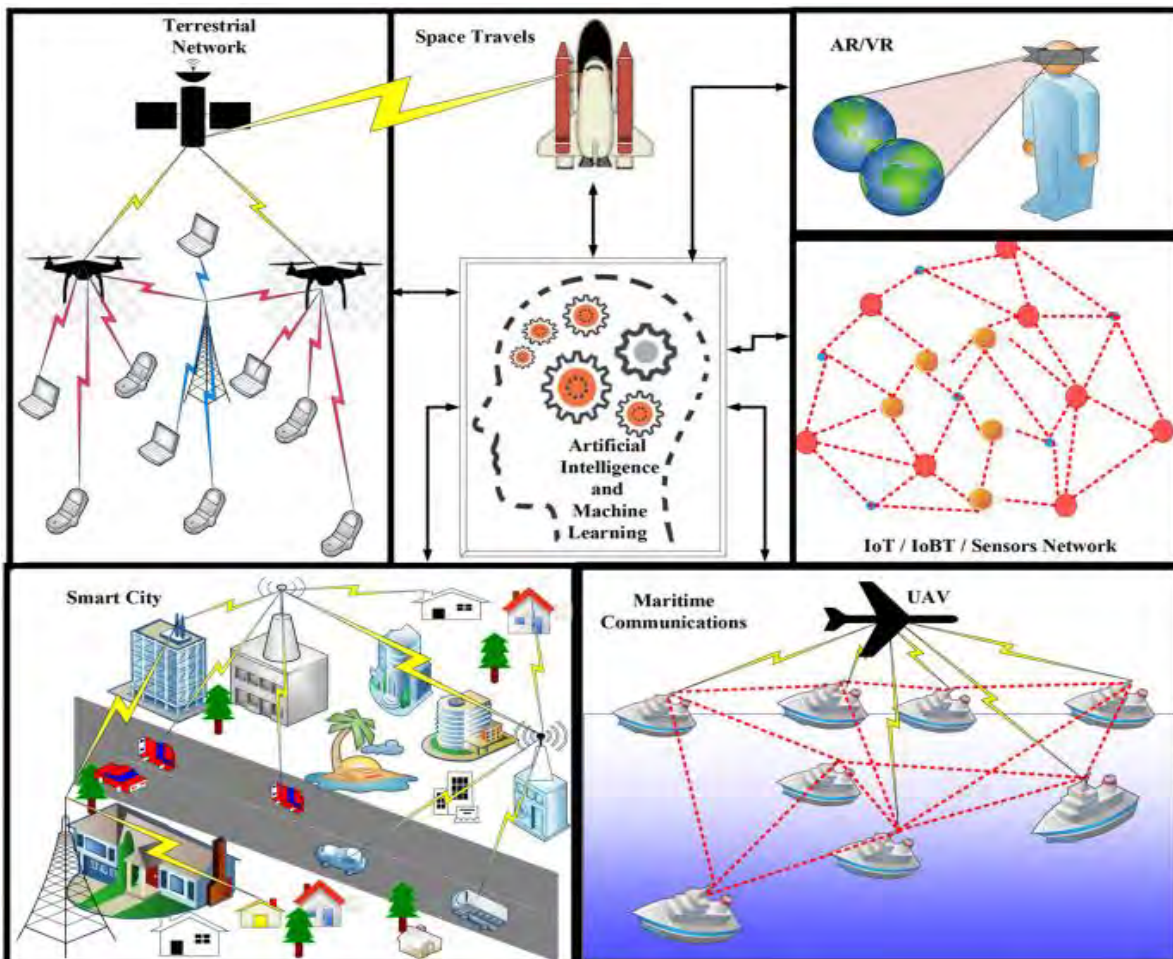 Terrestrial
Network
Space Travels
AR/VR
Artificial
Intelligence
and
Machine
Learning
IoT / IoBT / Sensors Network
Smart City
Maritime
Communications
UAV